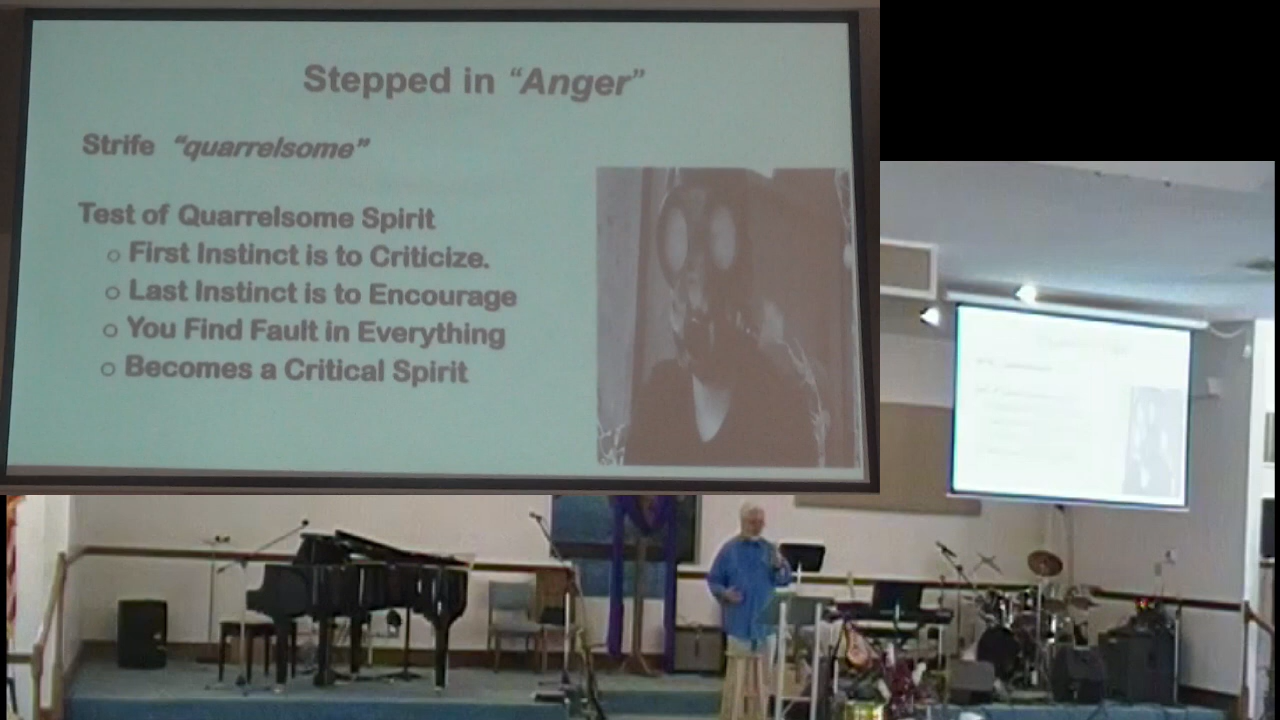 Stepped in “Anger”
Strife “quarrelsome”
Test of Quarrelsome Spirit
○ First Instinct is to Criticize.
○ Last Instinct is to Encourage
○ You Find Fault in Everything
○ Becomes a Critical Spirit